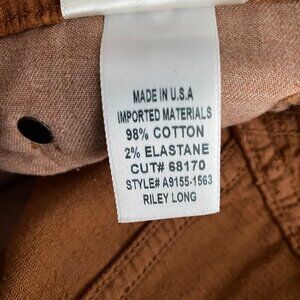 MADE IN U.S.A
IMPORTED MATERIALS
98% COTTON
2% ELASTANE
CUT# 68170
STYLE# A9155-1563
RILEY LONG